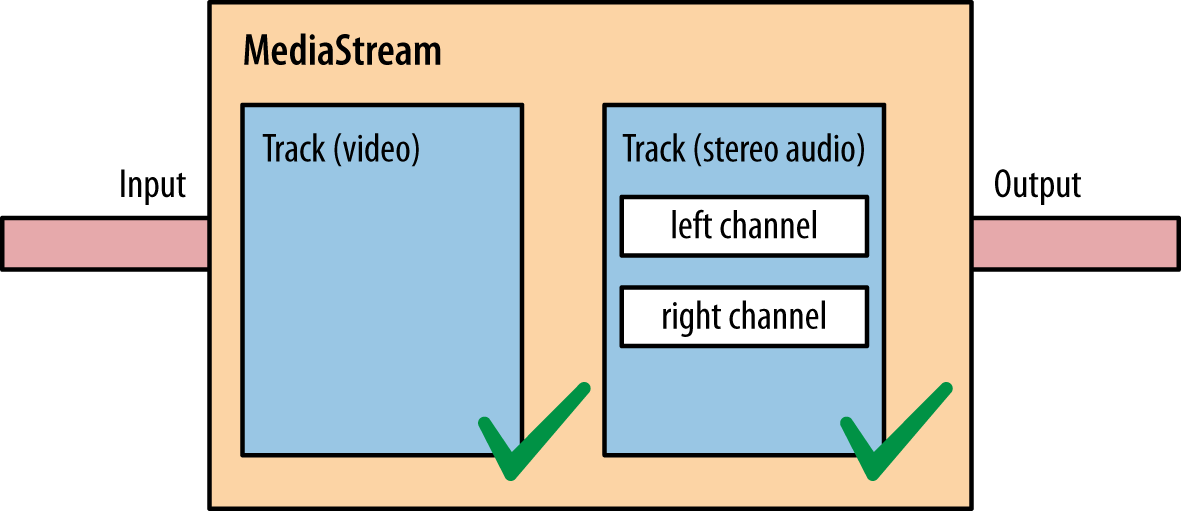 MediaStream
Track (video)
Track (stereo audio)
Input
Output
left channel
right channel